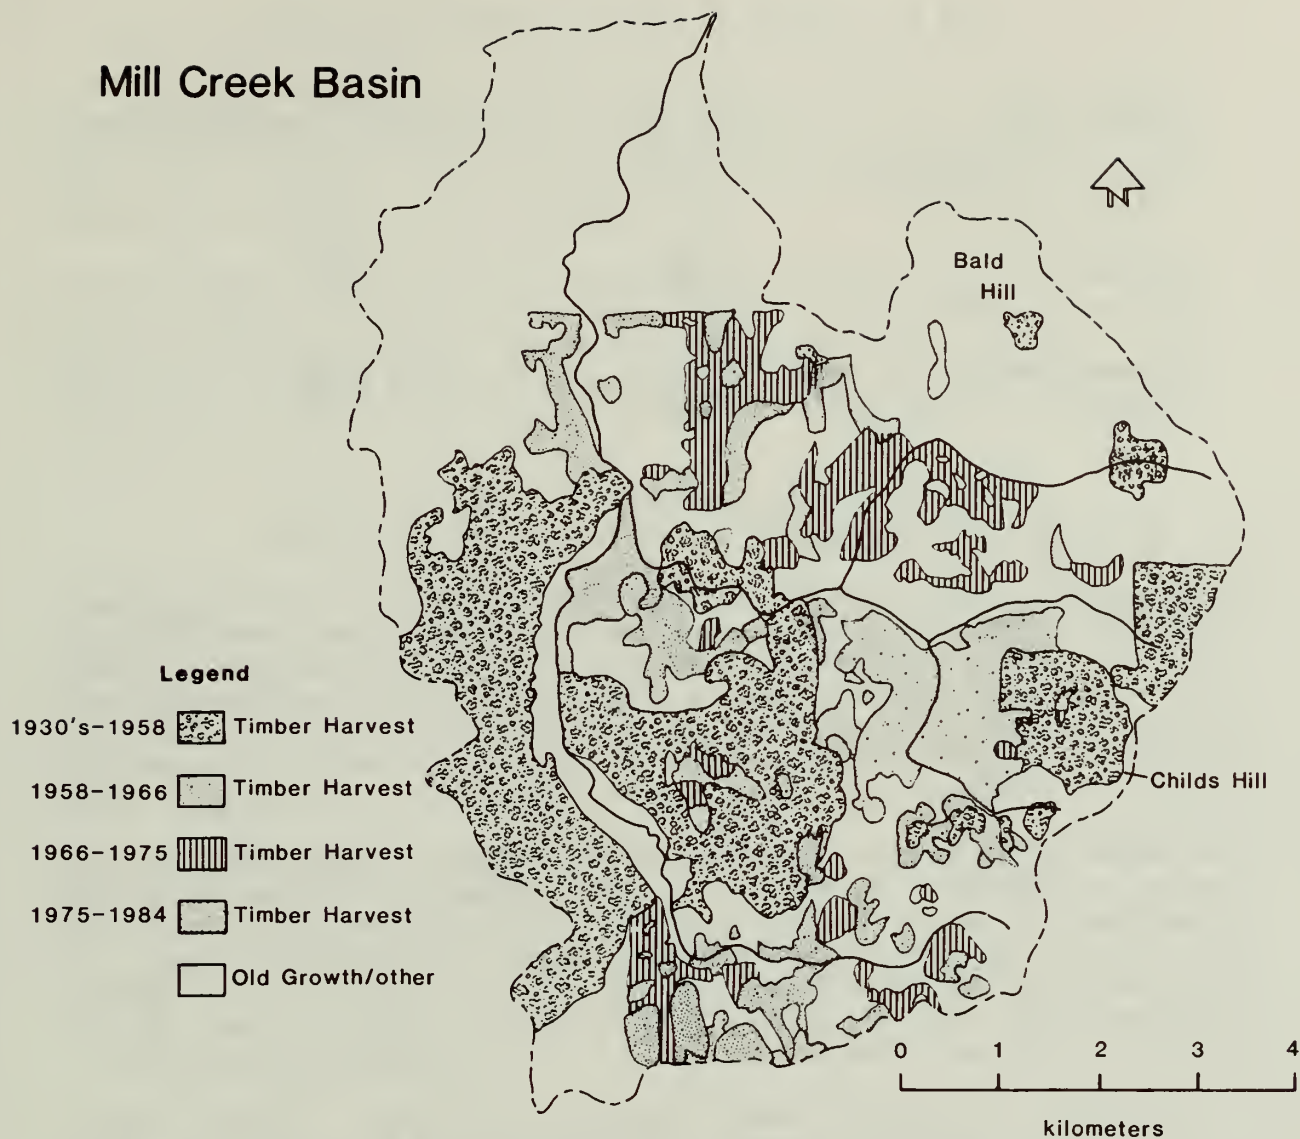 Mill Creek Basin
Bald
Hill
Legend
1930's-1958 Timber Harvest
1958-1966 Timber Harvest
1966-1975 Timber Harvest
1975-1984 Timber Harvest
Old Growth/other
Childs Hill
0 1 2 3 4
kilometers